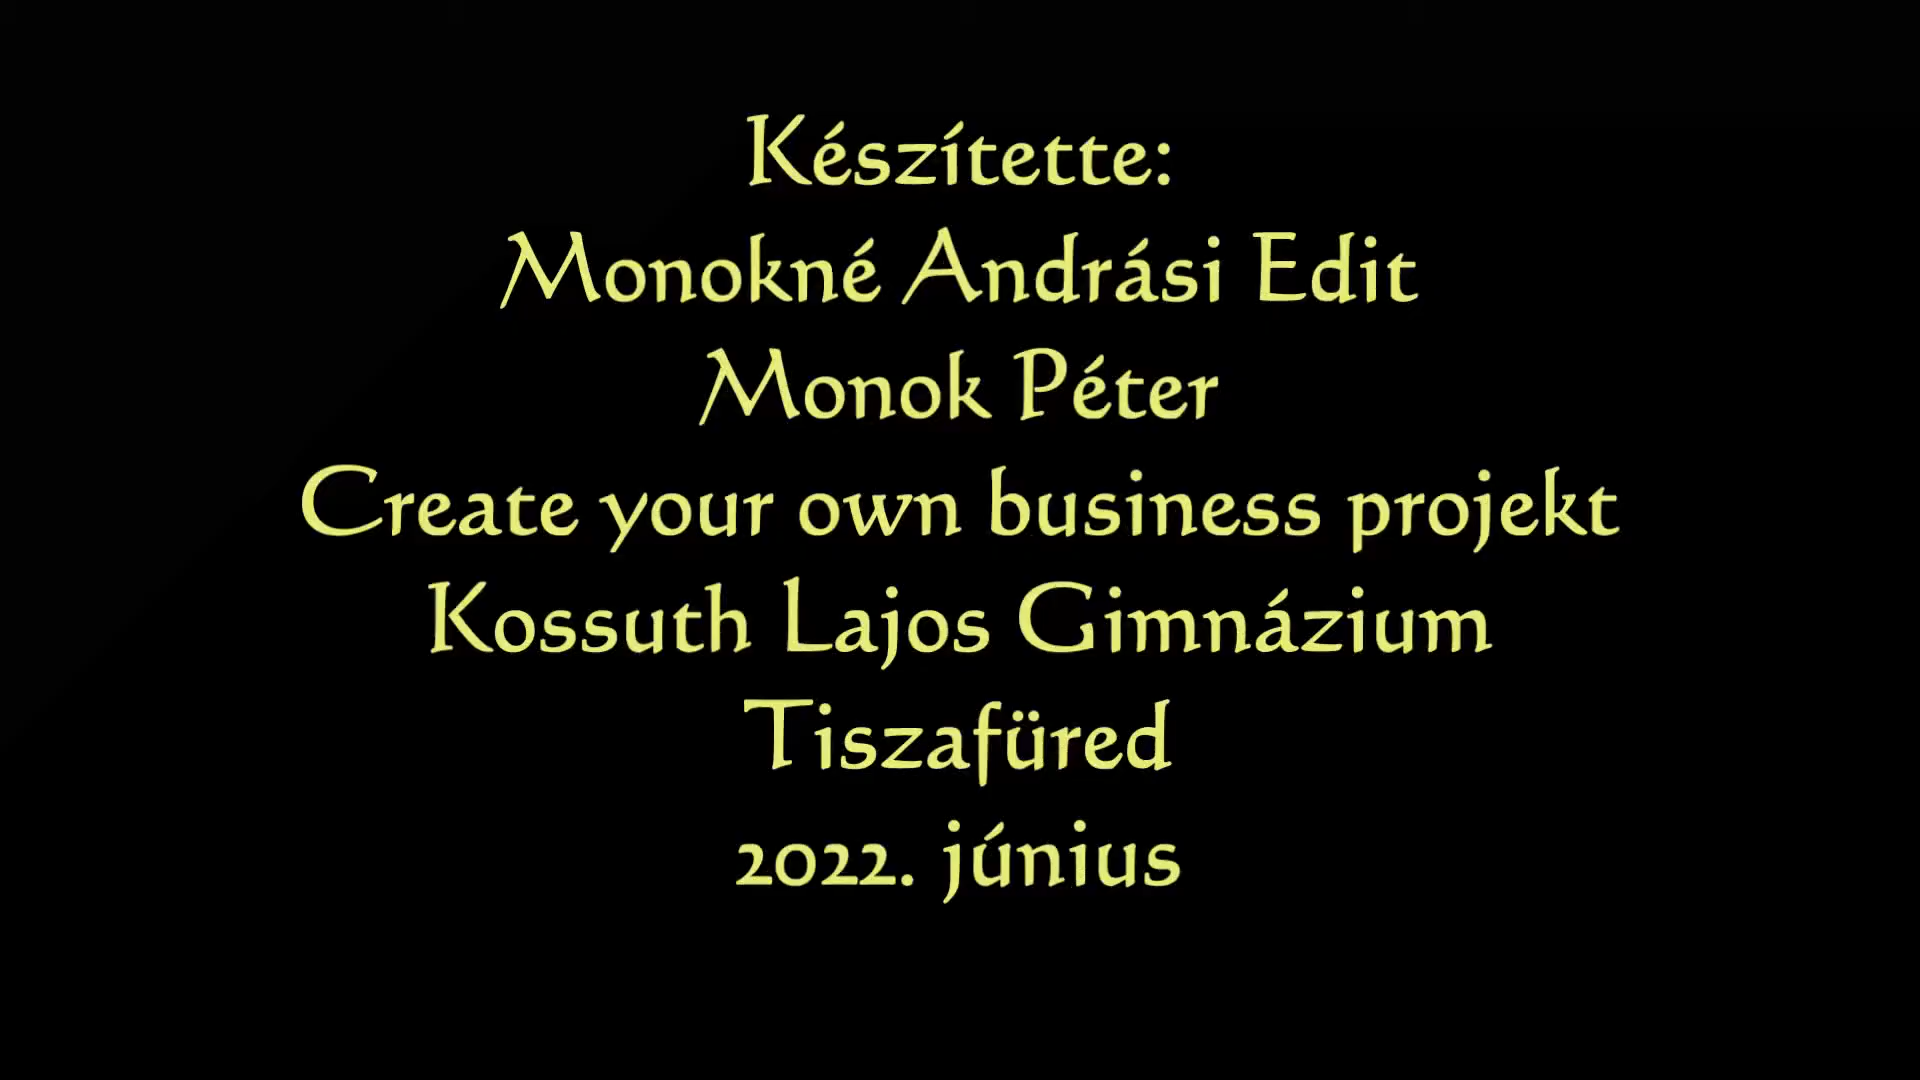 Készítette:
Monokné Andrási Edit
Monok Péter
Create your own business projekt
Kossuth Lajos Gimnázium
Tiszafüred
2022. június